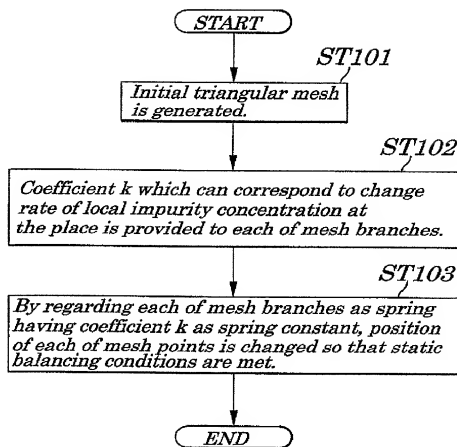 START
ST101
Initial triangular mesh
is generated.
ST102
Coefficient k which can correspond to change
rate of local impurity concentration at
the place is provided to each of mesh branches.
ST103
By regarding each of mesh branches as spring
having coefficient k as spring constant, position
of each of mesh points is changed so that static
balancing conditions are met.
END